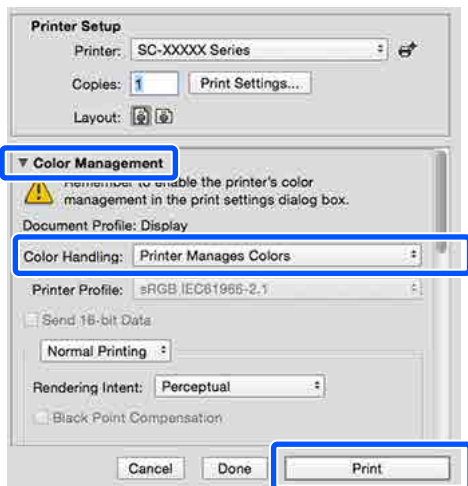 Printer Setup
Printer: SC-XXXXX Series
Copies: 1 Print Settings...
Layout:
▼ Color Management
Remember to enable the printer's color
management in the print settings dialog box.
Document Profile: Display
Color Handling: Printer Manages Colors
Printer Profile: sRGB IEC61966-2.1
Send 16-bit Data
Normal Printing
Rendering Intent: Perceptual
Black Point Compensation
Cancel Done Print